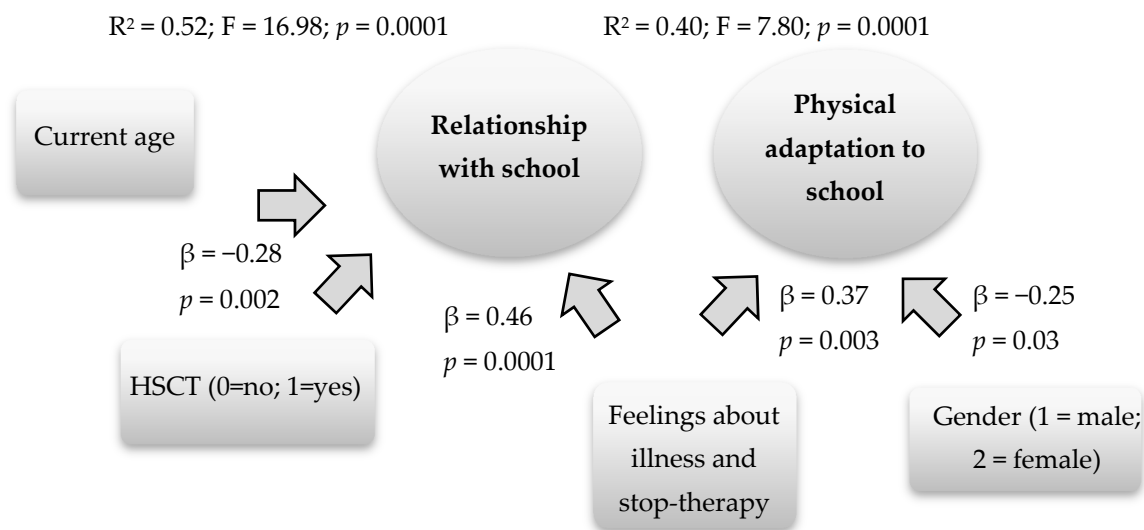 R² = 0.52; F = 16.98; p = 0.0001
R² = 0.40; F = 7.80; p = 0.0001
Current age
Relationship
with school
Physical
adaptation to
school
β = −0.28
p = 0.002
β = 0.46
p = 0.0001
β = 0.37
p = 0.003
β = −0.25
p = 0.03
HSCT (0=no; 1=yes)
Feelings about
illness and
stop-therapy
Gender (1 = male;
2 = female)